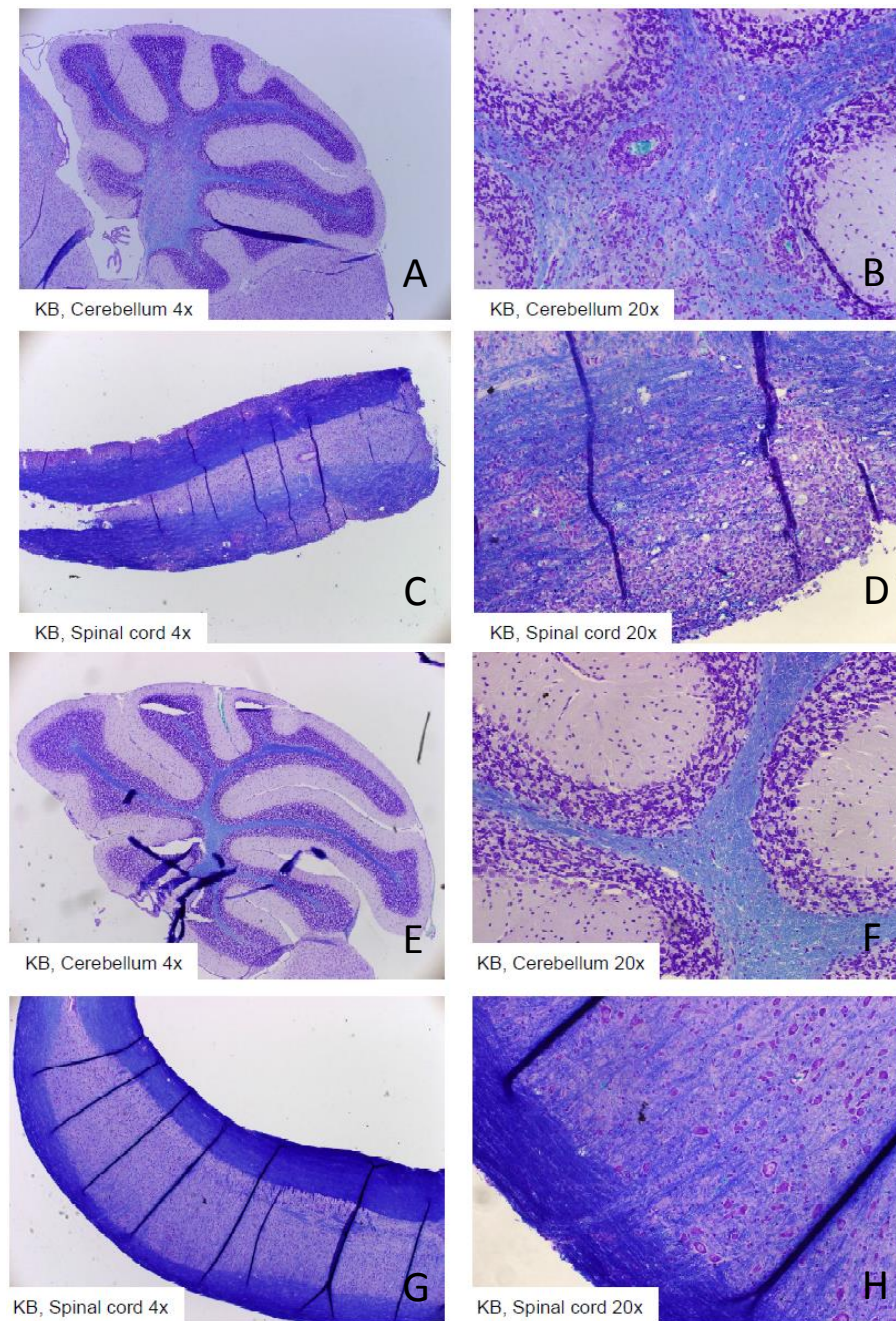 A
KB, Cerebellum 4x
B
KB, Cerebellum 20x
C
KB, Spinal cord 4x
D
KB, Spinal cord 20x
E
KB, Cerebellum 4x
F
KB, Cerebellum 20x
G
KB, Spinal cord 4x
H
KB, Spinal cord 20x